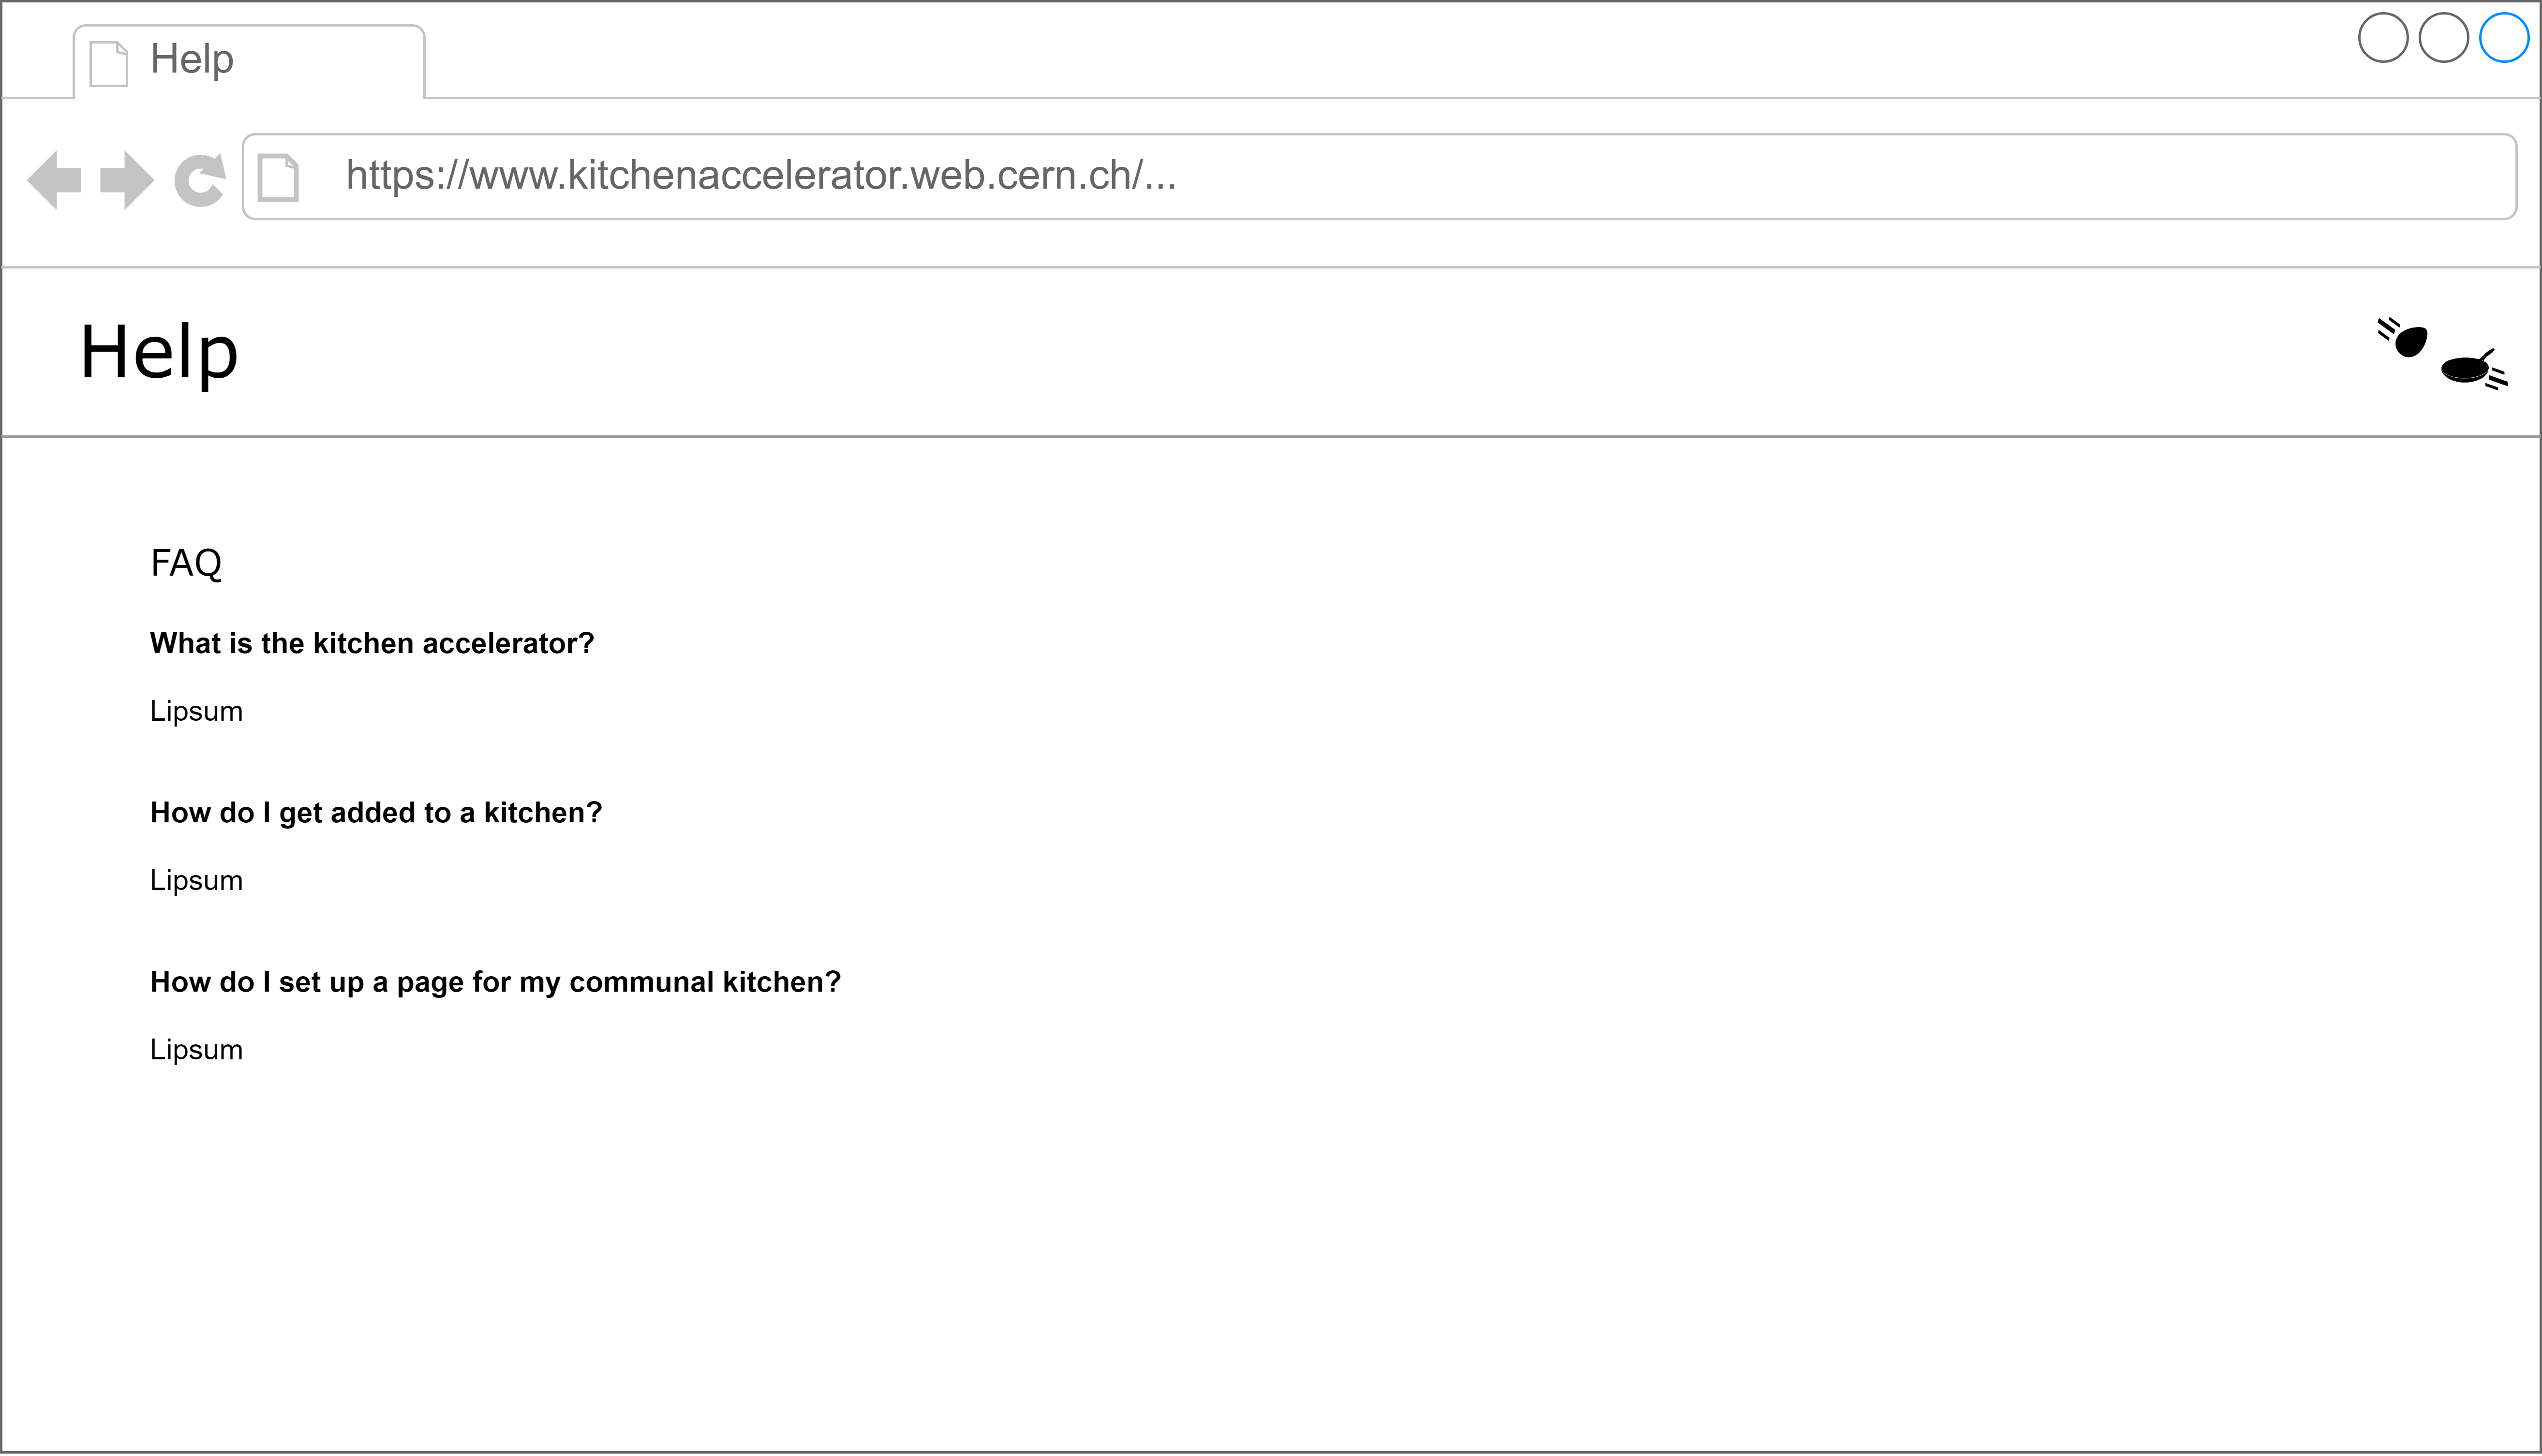 Help
https://www.kitchenaccelerator.web.cern.ch/...
Help
FAQ
What is the kitchen accelerator?
Lipsum
How do I get added to a kitchen?
Lipsum
How do I set up a page for my communal kitchen?
Lipsum